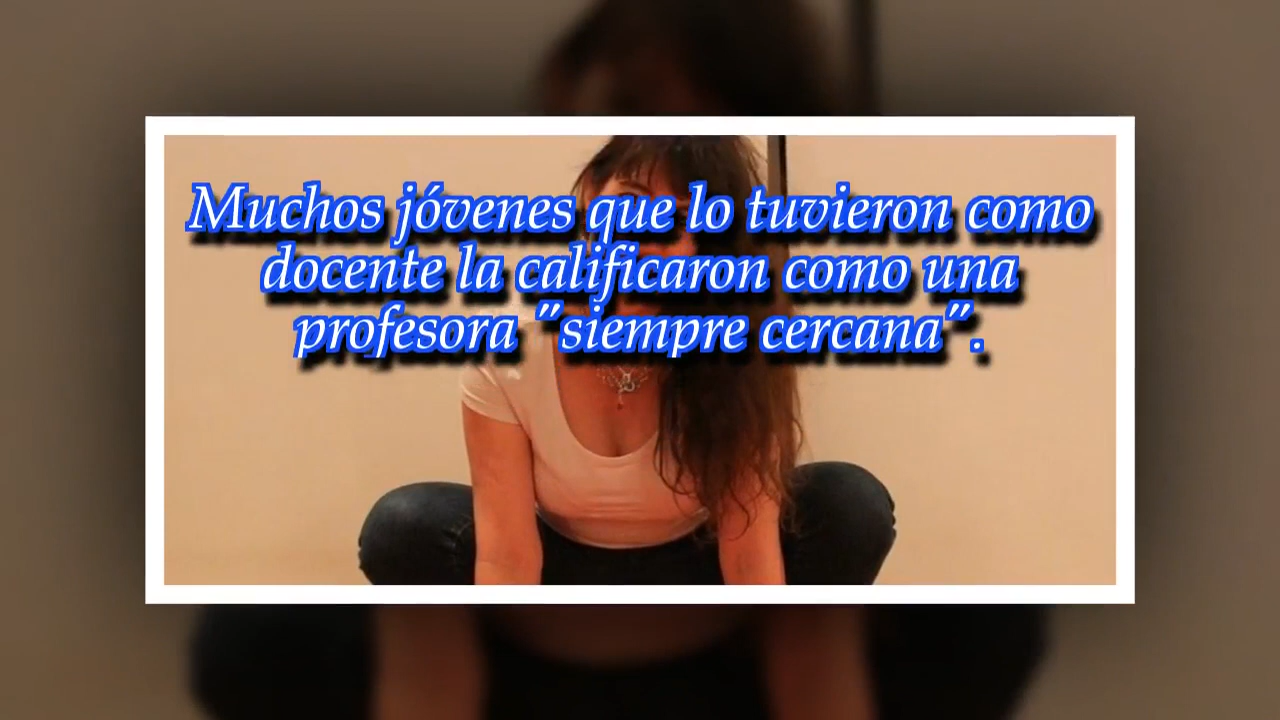 Muchos jóvenes que lo tuvieron como
docente la calificaron como una
profesora "siempre cercana".